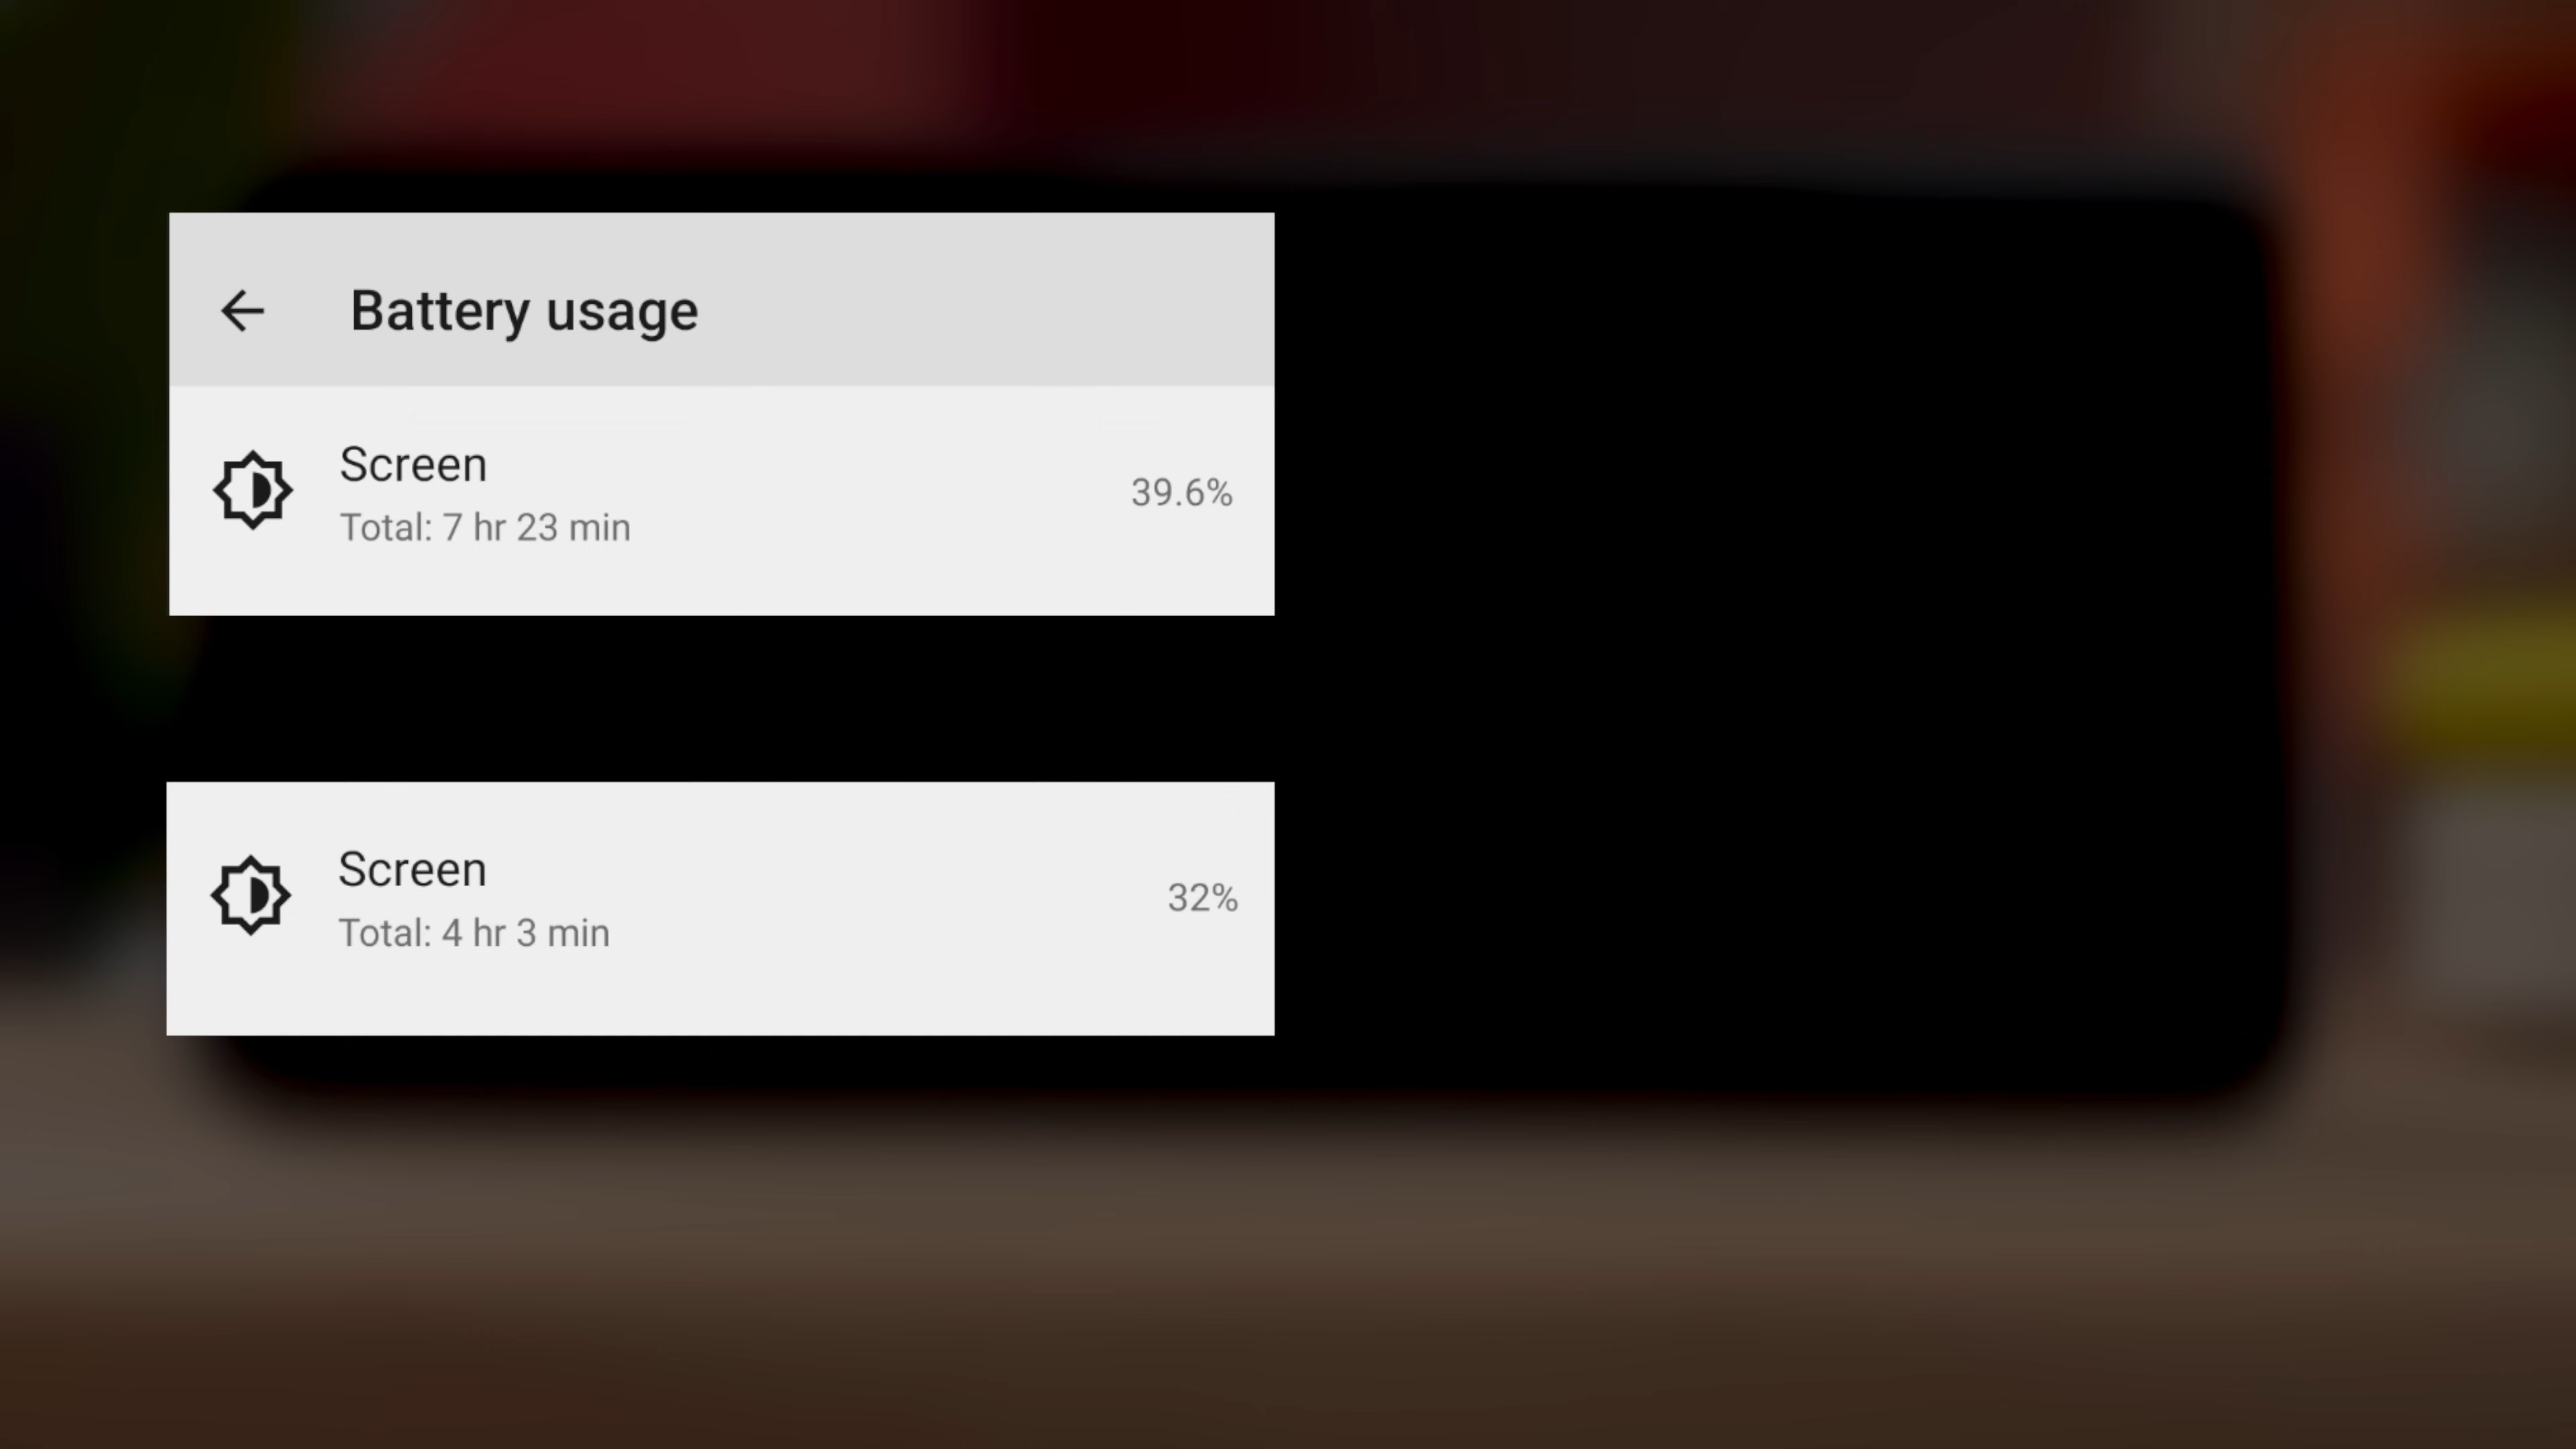 Battery usage
Screen
39.6%
Total: 7 hr 23 min
Screen
32%
Total: 4 hr 3 min